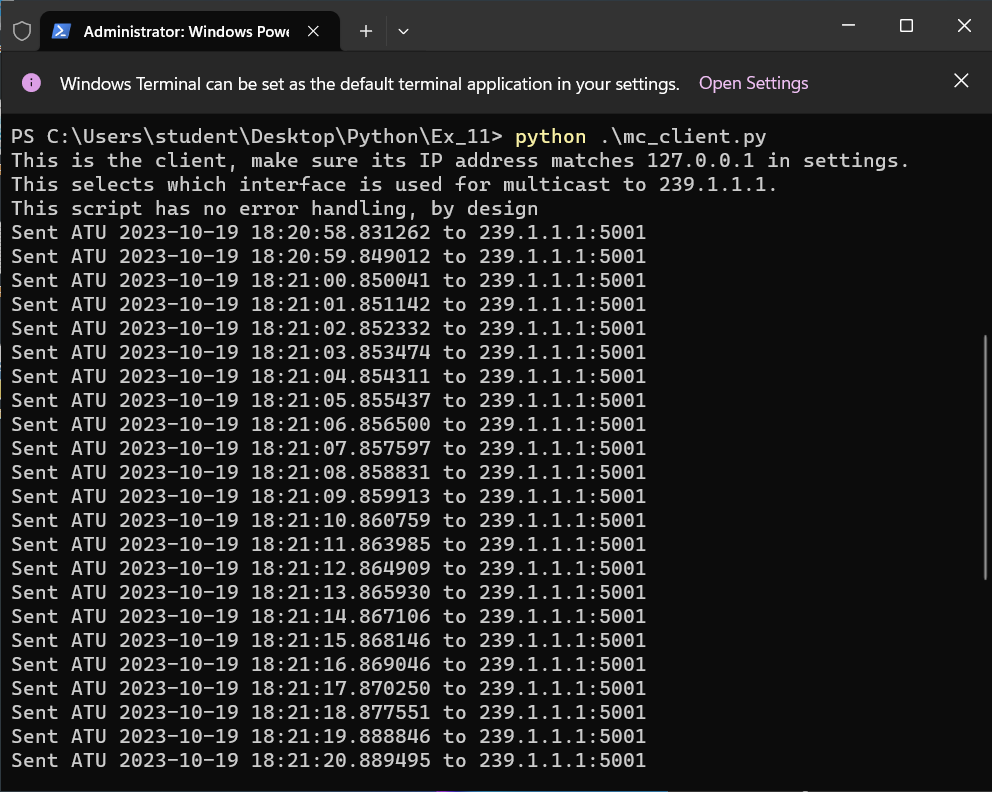 Administrator: Windows Powe
Windows Terminal can be set as the default terminal application in your settings. Open Settings
PS C:\Users\student\Desktop\Python\Ex_11> python .\mc_client.py
This is the client, make sure its IP address matches 127.0.0.1 in settings.
This selects which interface is used for multicast to 239.1.1.1.
This script has no error handling, by design
Sent ATU 2023-10-19 18:20:58.831262 to 239.1.1.1:5001
Sent ATU 2023-10-19 18:20:59.849012 to 239.1.1.1:5001
Sent ATU 2023-10-19 18:21:00.850041 to 239.1.1.1:5001
Sent ATU 2023-10-19 18:21:01.851142 to 239.1.1.1:5001
Sent ATU 2023-10-19 18:21:02.852332 to 239.1.1.1:5001
Sent ATU 2023-10-19 18:21:03.853474 to 239.1.1.1:5001
Sent ATU 2023-10-19 18:21:04.854311 to 239.1.1.1:5001
Sent ATU 2023-10-19 18:21:05.855437 to 239.1.1.1:5001
Sent ATU 2023-10-19 18:21:06.856500 to 239.1.1.1:5001
Sent ATU 2023-10-19 18:21:07.857597 to 239.1.1.1:5001
Sent ATU 2023-10-19 18:21:08.858831 to 239.1.1.1:5001
Sent ATU 2023-10-19 18:21:09.859913 to 239.1.1.1:5001
Sent ATU 2023-10-19 18:21:10.860759 to 239.1.1.1:5001
Sent ATU 2023-10-19 18:21:11.863985 to 239.1.1.1:5001
Sent ATU 2023-10-19 18:21:12.864909 to 239.1.1.1:5001
Sent ATU 2023-10-19 18:21:13.865930 to 239.1.1.1:5001
Sent ATU 2023-10-19 18:21:14.867106 to 239.1.1.1:5001
Sent ATU 2023-10-19 18:21:15.868146 to 239.1.1.1:5001
Sent ATU 2023-10-19 18:21:16.869046 to 239.1.1.1:5001
Sent ATU 2023-10-19 18:21:17.870250 to 239.1.1.1:5001
Sent ATU 2023-10-19 18:21:18.877551 to 239.1.1.1:5001
Sent ATU 2023-10-19 18:21:19.888846 to 239.1.1.1:5001
Sent ATU 2023-10-19 18:21:20.889495 to 239.1.1.1:5001